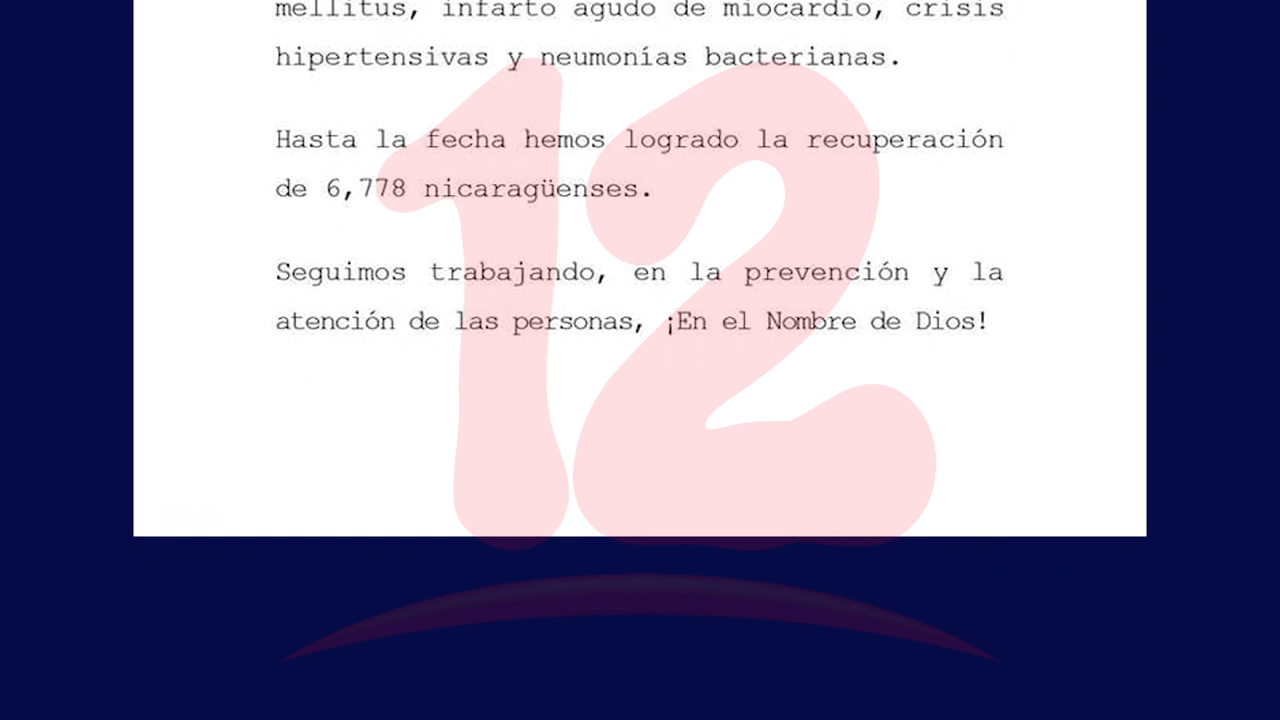 mellitus, infarto agudo de miocardio, crisis
hipertensivas y neumonías bacterianas.
Hasta la fecha hemos logrado la recuperación
de 6,778 nicaragüenses.
Seguimos trabajando, en la prevención y la
atención de las personas, ¡En el Nombre de Dios!
12